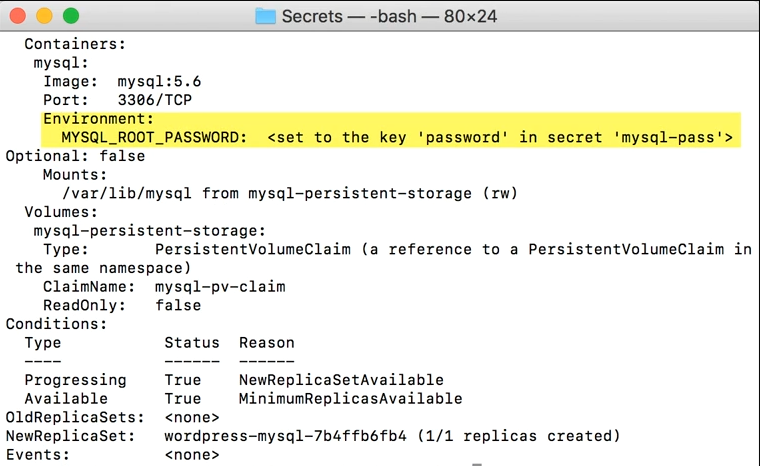 Secrets — -bash — 80×24
Containers:
mysql:
Image: mysql:5.6
Port: 3306/TCP
Environment:
MYSQL_ROOT_PASSWORD: <set to the key 'password' in secret 'mysql-pass'>
Optional: false
Mounts:
/var/lib/mysql from mysql-persistent-storage (rw)
Volumes:
mysql-persistent-storage:
Type: PersistentVolumeClaim (a reference to a PersistentVolumeClaim in
the same namespace)
ClaimName: mysql-pv-claim
ReadOnly: false
Conditions:
Type Status Reason
---- ------ ------
Progressing True NewReplicaSetAvailable
Available True MinimumReplicasAvailable
OldReplicaSets: <none>
NewReplicaSet: wordpress-mysql-7b4ffb6fb4 (1/1 replicas created)
Events: <none>